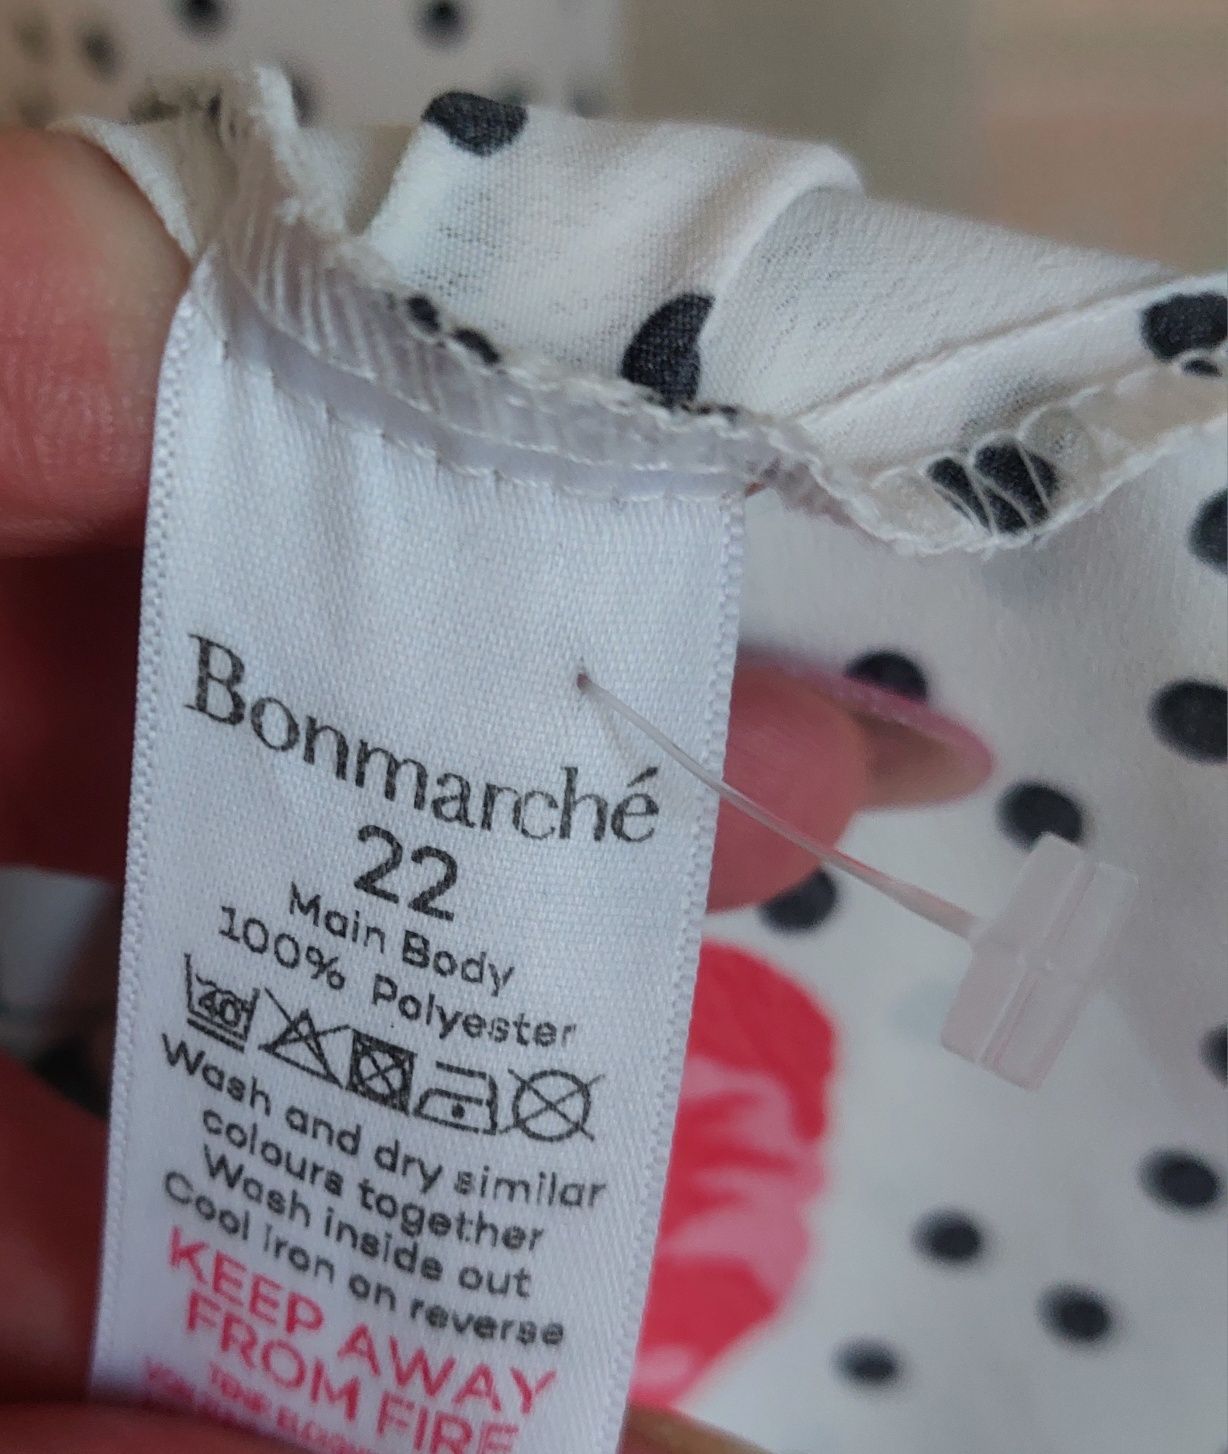 Bonmarché
22
Main Body
100% Polyester
40
Wash and dry similar
colours together
Wash inside out
Cool iron on reverse
KEEP AWAY
FROM FIRE